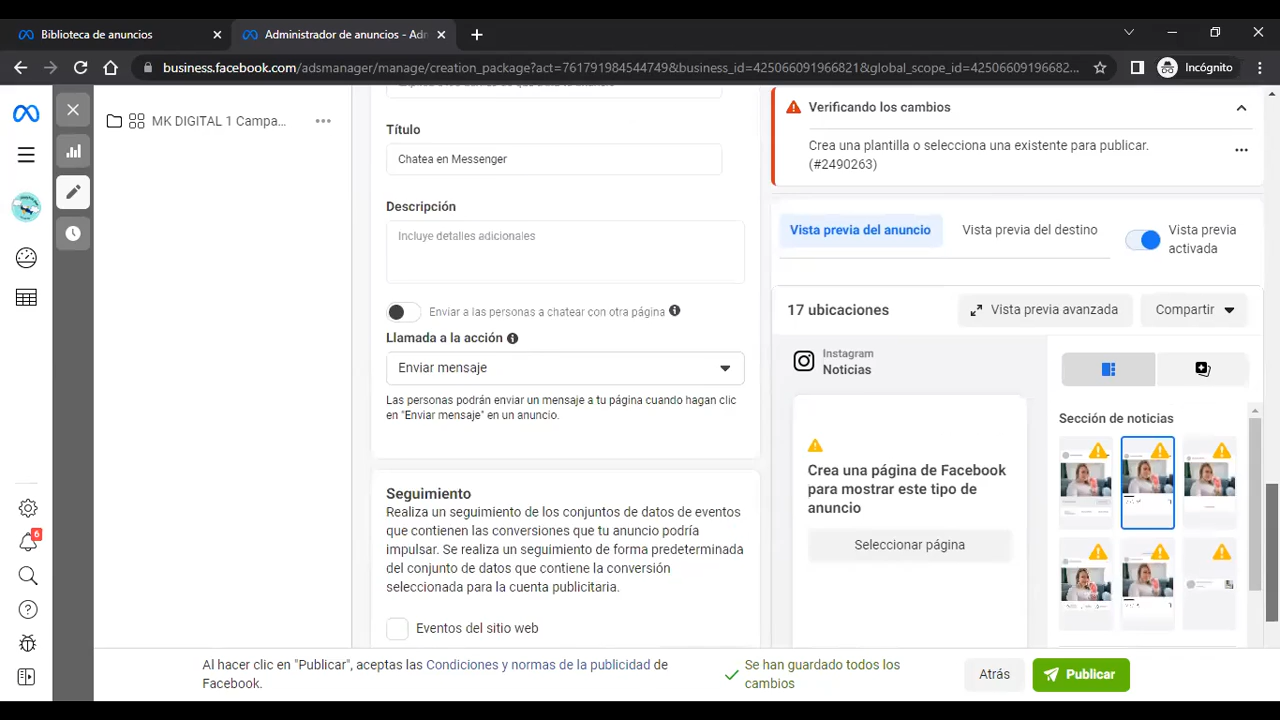 Biblioteca de anuncios
Administrador de anuncios - Adn
business.facebook.com/adsmanager/manage/creation_package?act=761791984544749&business_id=425066091966821&global_scope_id=42506609196682...
Incógnito
MK DIGITAL 1 Campa...
6
Título
Chatea en Messenger
Descripción
Incluye detalles adicionales
Enviar a las personas a chatear con otra página
Llamada a la acción
Enviar mensaje
Las personas podrán enviar un mensaje a tu página cuando hagan clic
en "Enviar mensaje" en un anuncio.
Seguimiento
Realiza un seguimiento de los conjuntos de datos de eventos
que contienen las conversiones que tu anuncio podría
impulsar. Se realiza un seguimiento de forma predeterminada
del conjunto de datos que contiene la conversión
seleccionada para la cuenta publicitaria.
Eventos del sitio web
Verificando los cambios
Crea una plantilla o selecciona una existente para publicar.
(#2490263)
Vista previa del anuncio
Vista previa del destino
Vista previa
activada
17 ubicaciones
Vista previa avanzada
Compartir
Instagram
Noticias
Crea una página de Facebook
para mostrar este tipo de
anuncio
Seleccionar página
Sección de noticias
Al hacer clic en "Publicar", aceptas las Condiciones y normas de la publicidad de
Facebook.
Se han guardado todos los
cambios
Atrás
Publicar